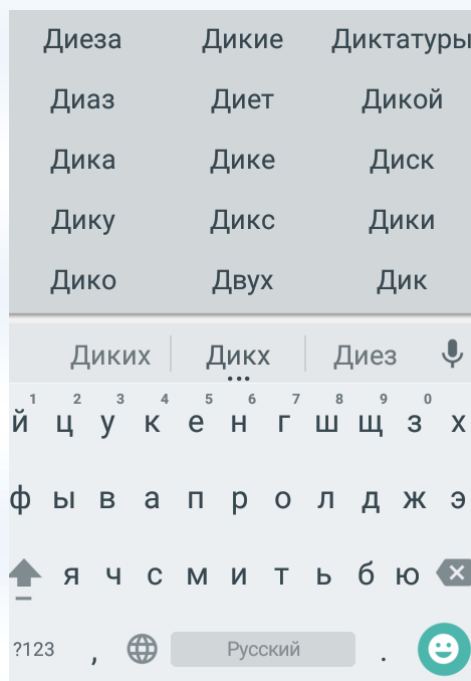 Диеза Дикие Диктатуры
Диаз Диет Дикой
Дика Дике Диск
Дику Дикс Дики
Дико Двух Дик
Диких Дикх Диез
1 2 3 4 5 6 7 8 9 0
й ц у к е н г ш щ з х
ф ы в а п р о л д ж э
я ч с м и т ь б ю
?123 , Русский .